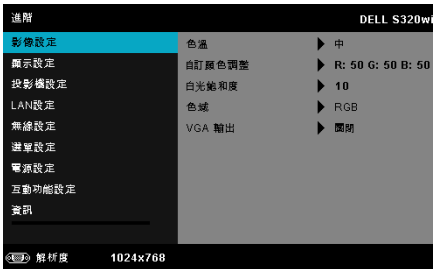 進階 DELL S320wi
影像設定
顯示設定
投影機設定
LAN設定
無線設定
選單設定
電源設定
互動功能設定
資訊
色溫 中
自訂顏色調整 R: 50 G: 50 B: 50
白光飽和度 10
色域 RGB
VGA 輸出 關閉
解析度 1024x768